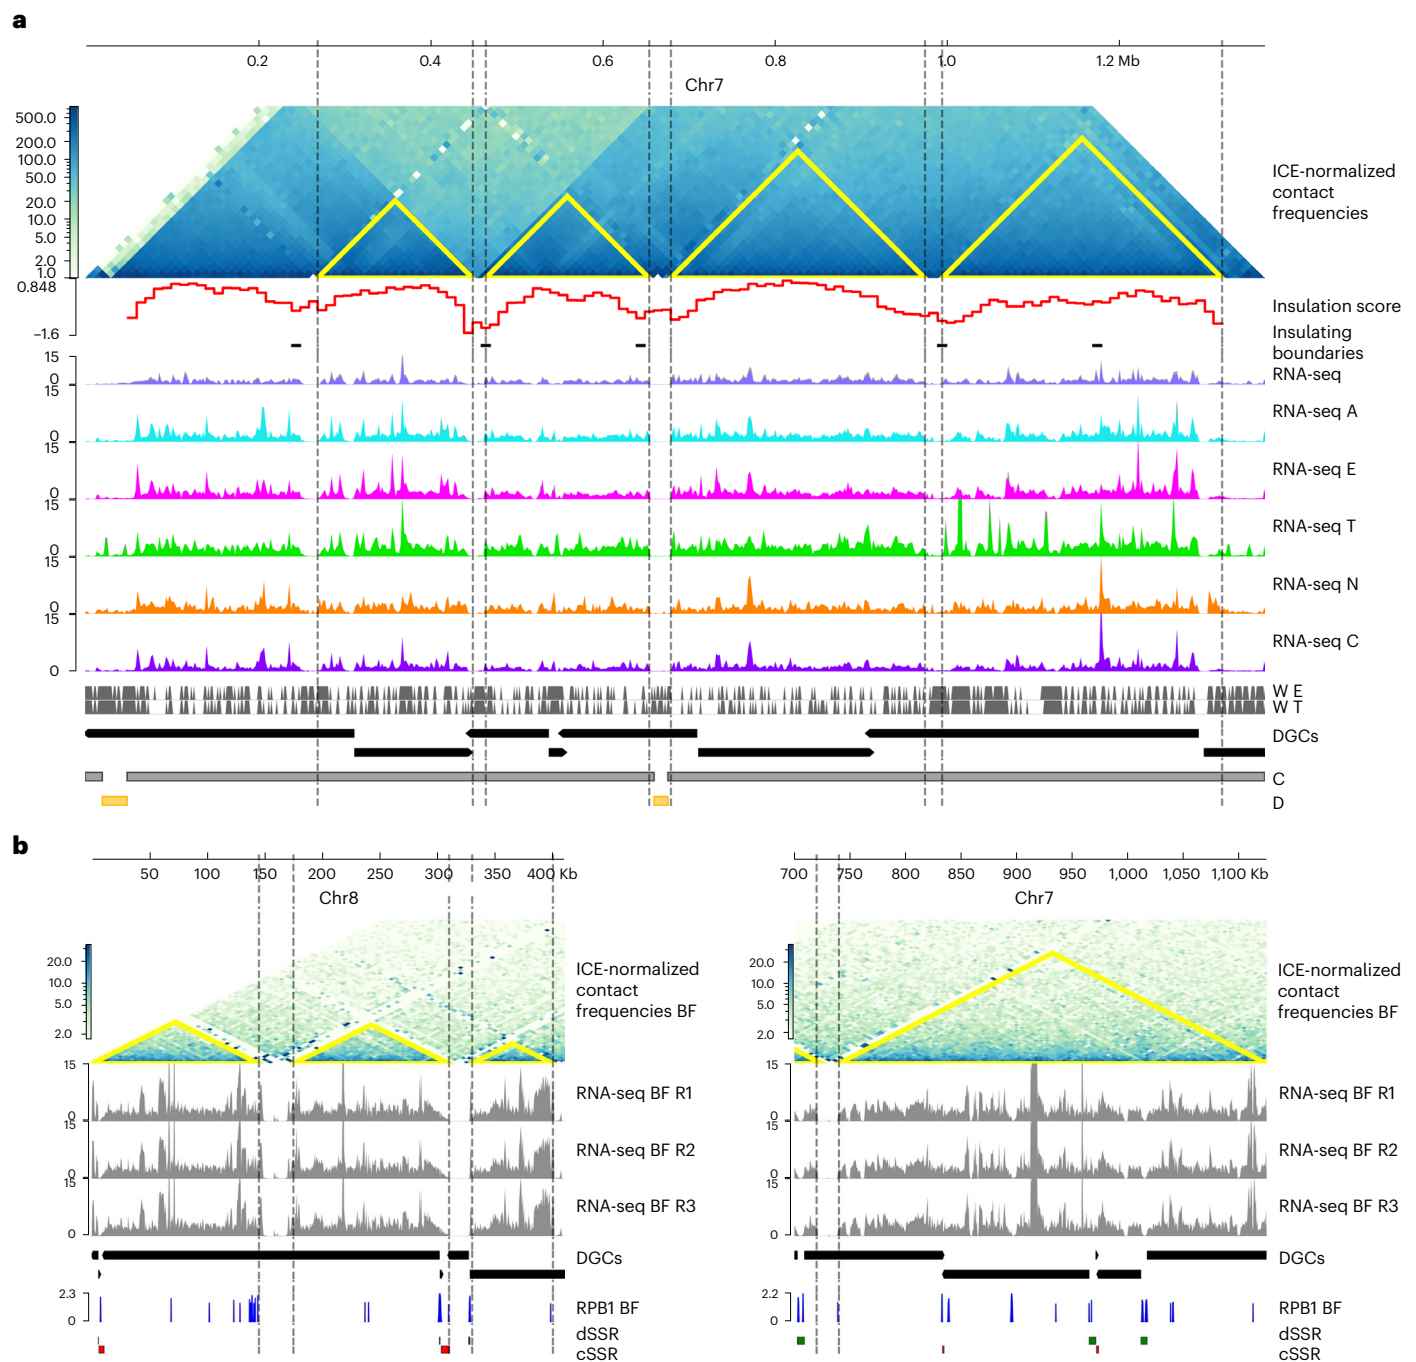 a
0.2 0.4 0.6 0.8 1.0 1.2 Mb
Chr7
500.0
200.0
100.0
50.0
20.0
10.0
5.0
2.0
1.0
ICE-normalized
contact
frequencies
0.848
−1.6
Insulation score
Insulating
boundaries
15
0
RNA-seq
15
0
RNA-seq A
15
0
RNA-seq E
15
0
RNA-seq T
15
0
RNA-seq N
15
0
RNA-seq C
W E
W T
DGCs
C
D
b
50 100 150 200 250 300 350 400 Kb
Chr8
20.0
10.0
5.0
2.0
ICE-normalized
contact
frequencies BF
15
0
RNA-seq BF R1
15
0
RNA-seq BF R2
15
0
RNA-seq BF R3
DGCs
2.3
0
RPB1 BF
dSSR
cSSR
700 750 800 850 900 950 1,000 1,050 1,100 Kb
Chr7
20.0
10.0
5.0
2.0
ICE-normalized
contact
frequencies BF
15
0
RNA-seq BF R1
15
0
RNA-seq BF R2
15
0
RNA-seq BF R3
DGCs
2.2
0
RPB1 BF
dSSR
cSSR